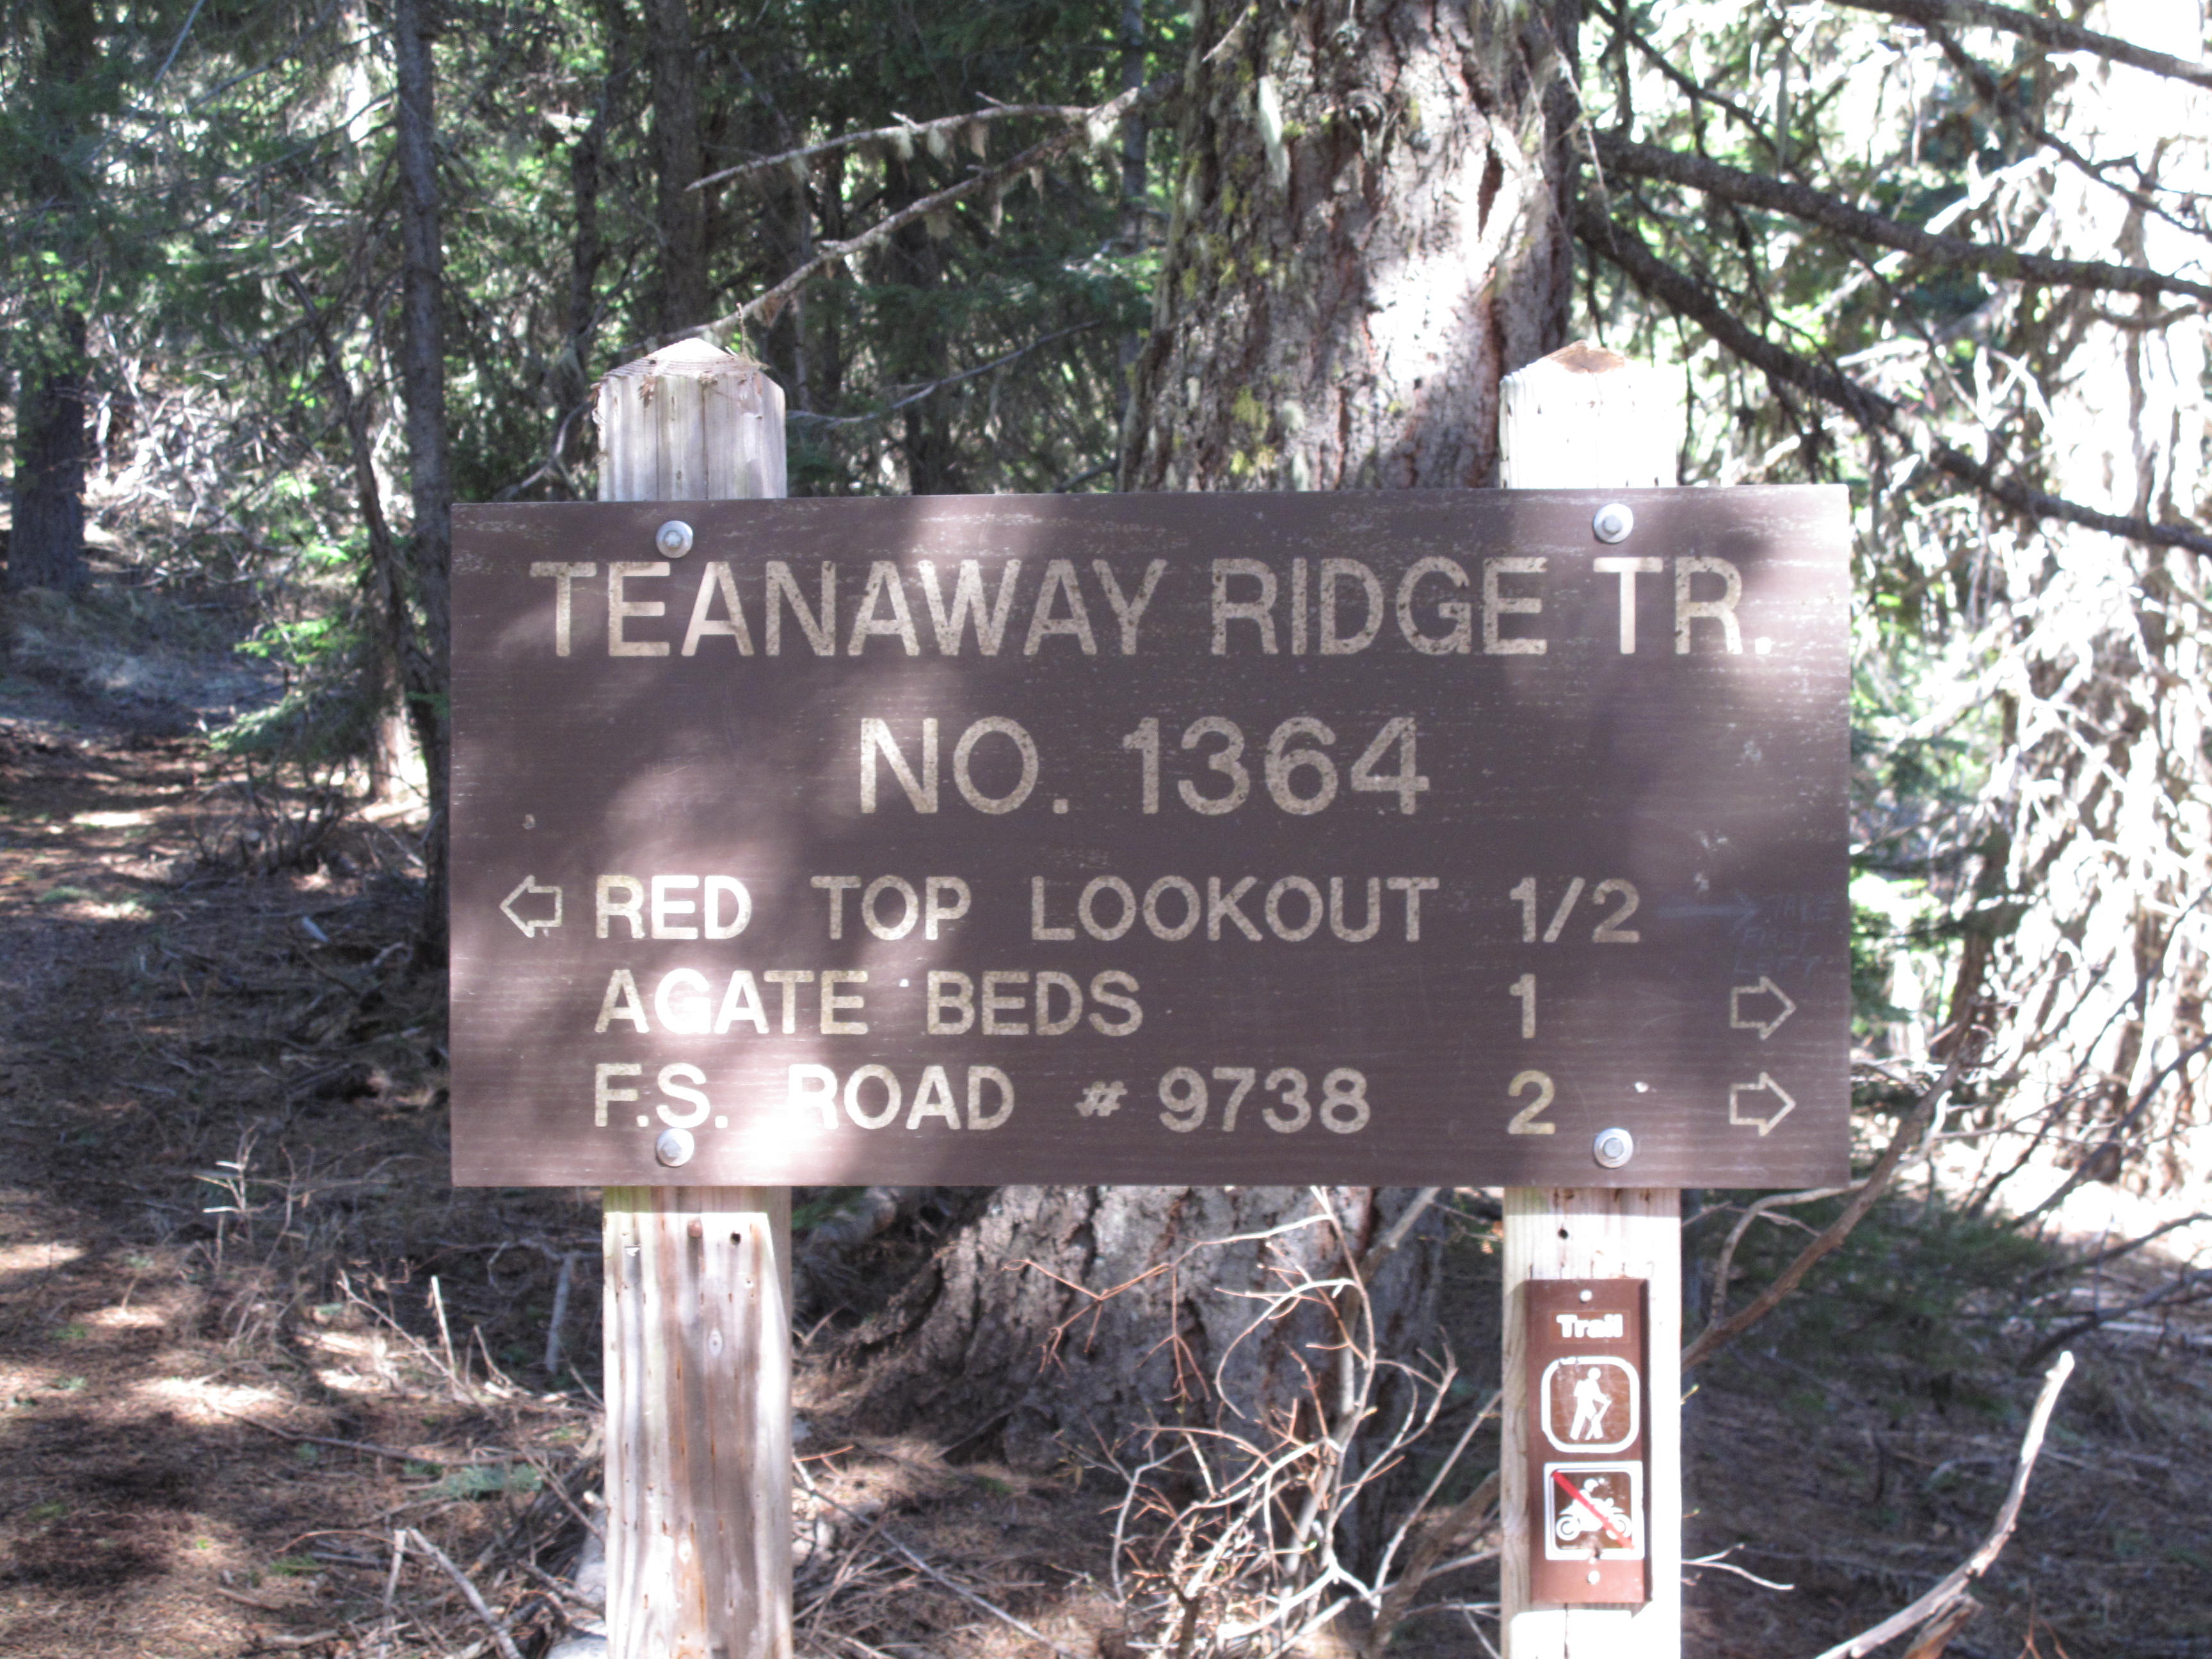 TEANAWAY RIDGE TR.
NO. 1364
RED TOP LOOKOUT 1/2
AGATE BEDS 1
F.S. ROAD # 9738 2
Trail